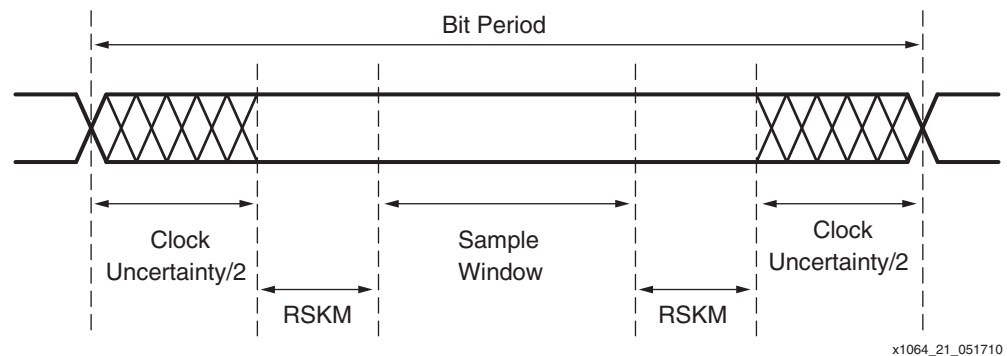 Bit Period
Clock
Uncertainty/2
Sample
Window
Clock
Uncertainty/2
RSKM
RSKM
x1064_21_051710